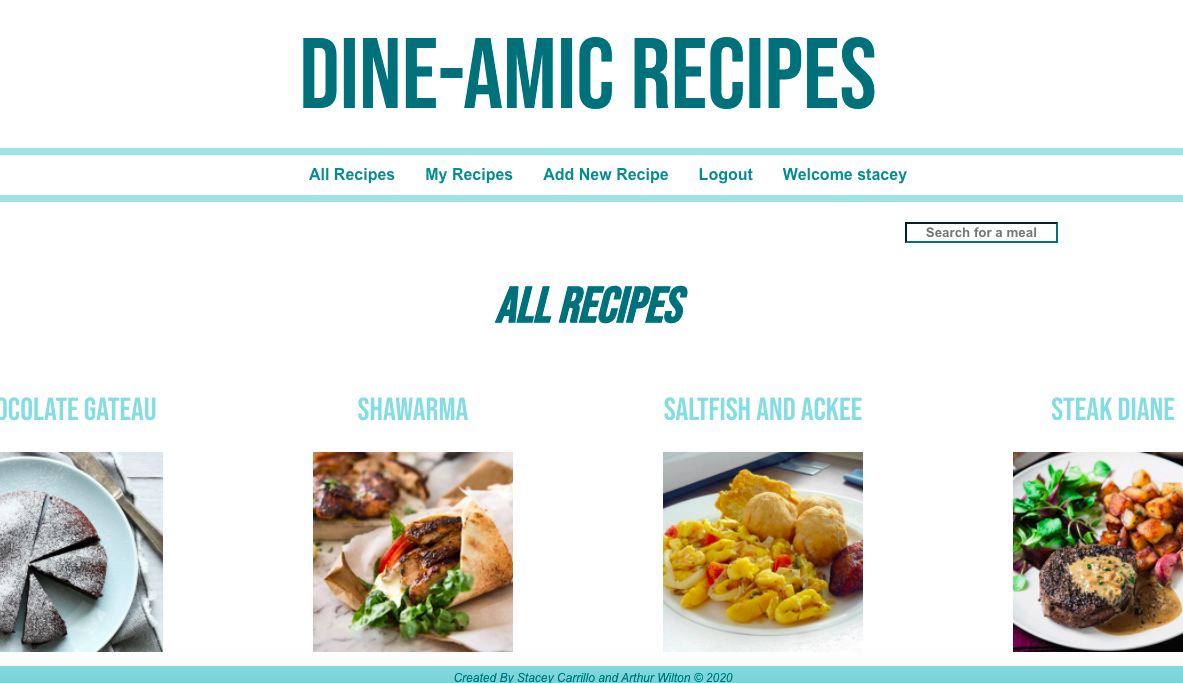 DINE-AMIC RECIPES
All Recipes My Recipes Add New Recipe Logout Welcome stacey
Search for a meal
ALL RECIPES
OCOLATE GATEAU SHAWARMA SALTFISH AND ACKEE STEAK DIANE
Created By Stacey Carrillo and Arthur Wilton © 2020